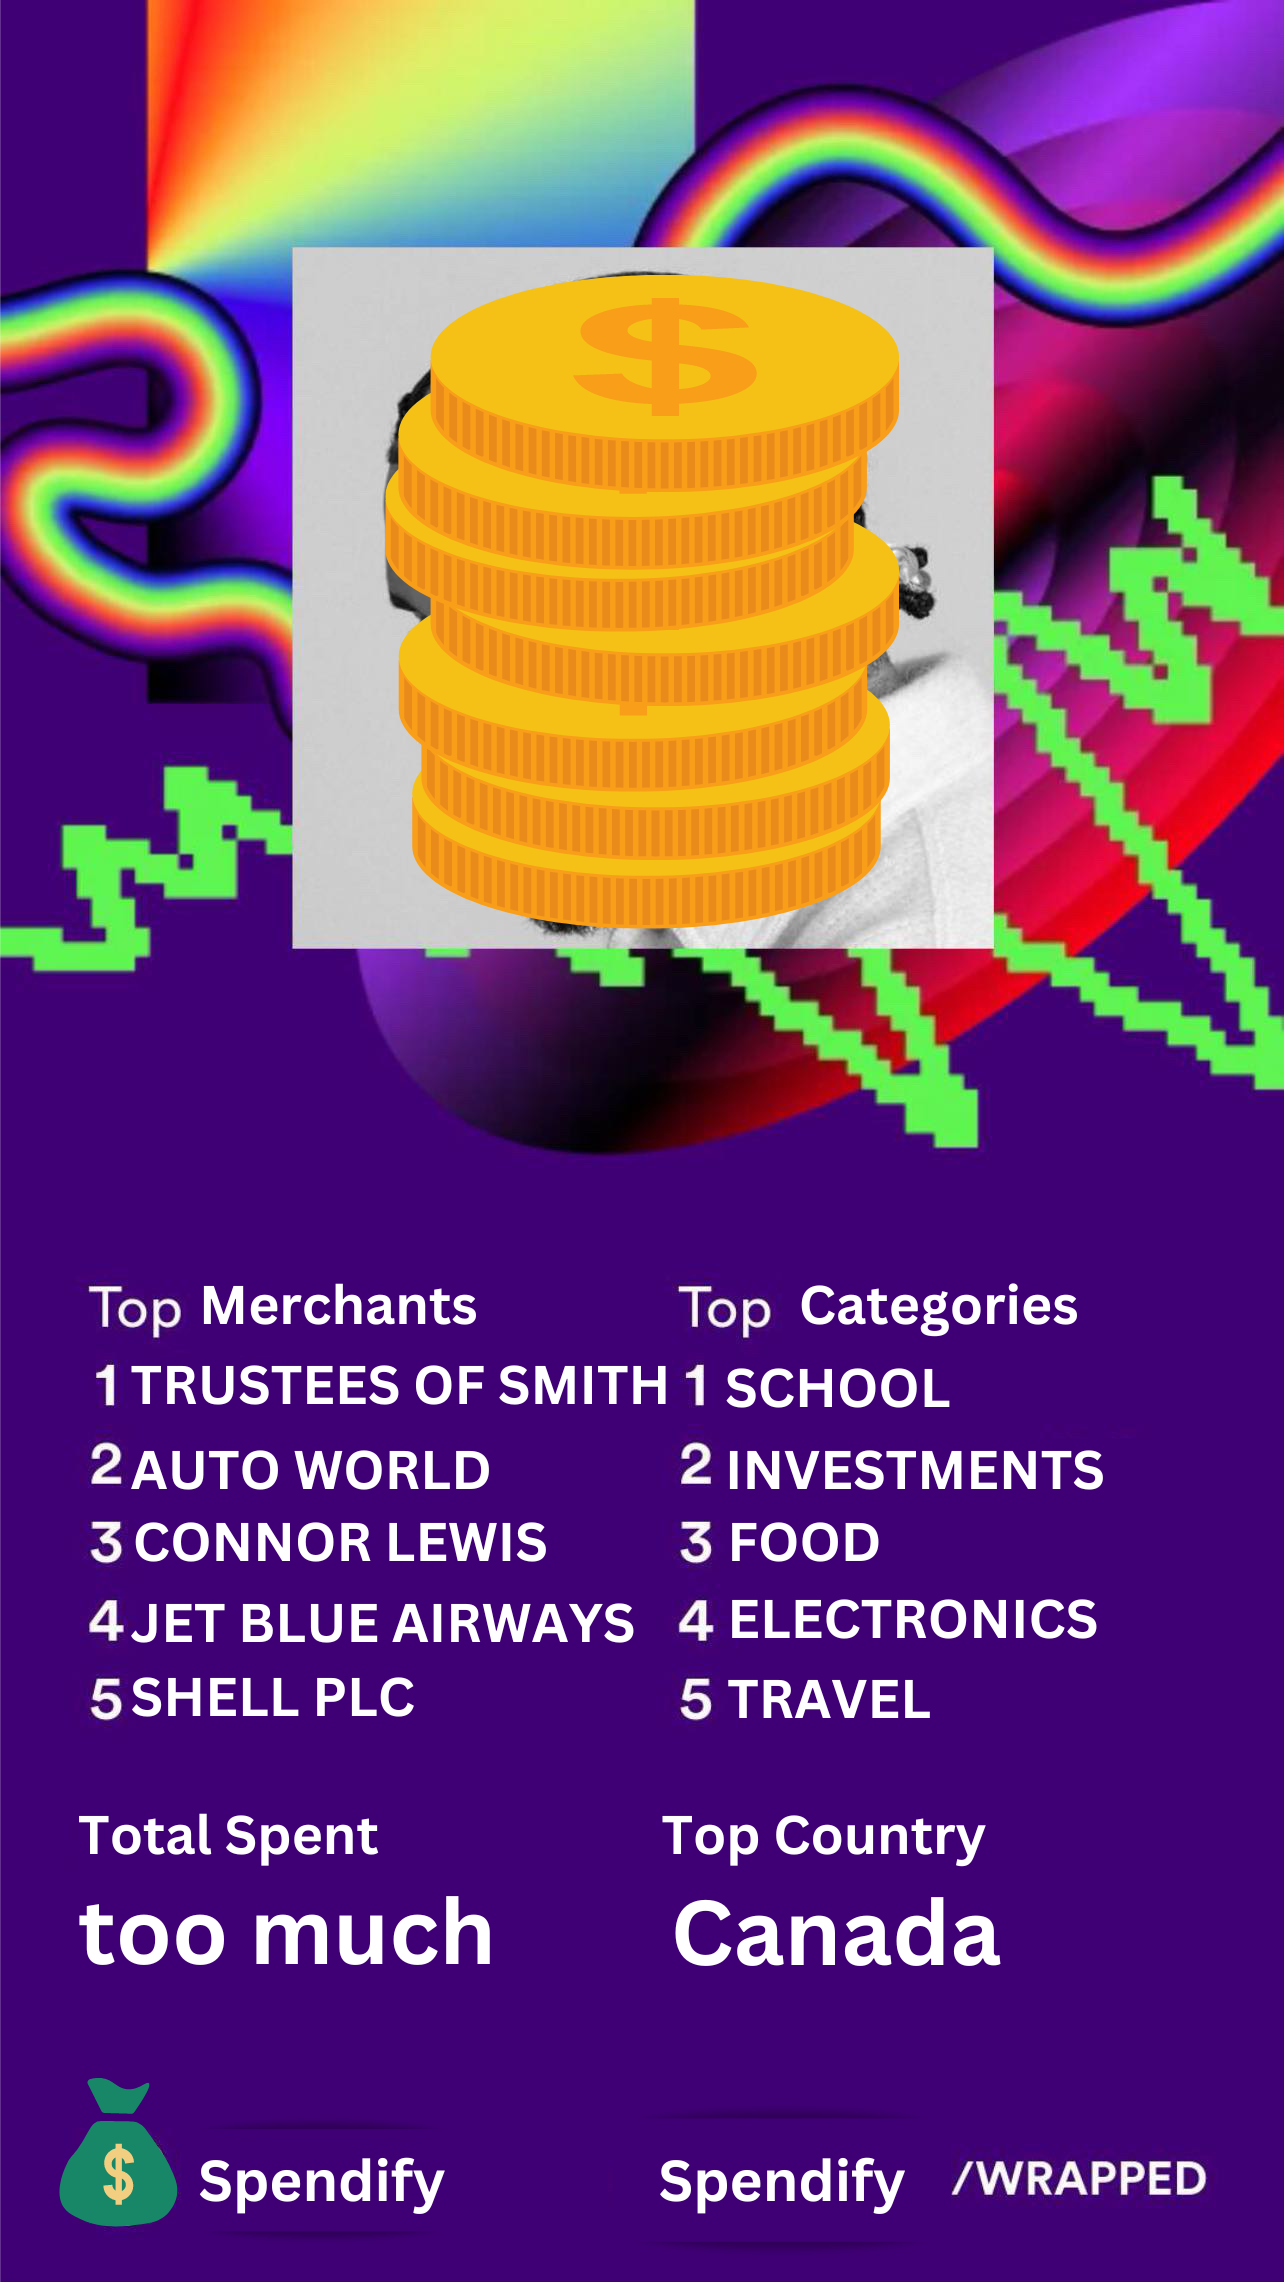 $
Top Merchants
1 TRUSTEES OF SMITH
2 AUTO WORLD
3 CONNOR LEWIS
4 JET BLUE AIRWAYS
5 SHELL PLC
Top Categories
1 SCHOOL
2 INVESTMENTS
3 FOOD
4 ELECTRONICS
5 TRAVEL
Total Spent
too much
Top Country
Canada
$
Spendify
Spendify /WRAPPED